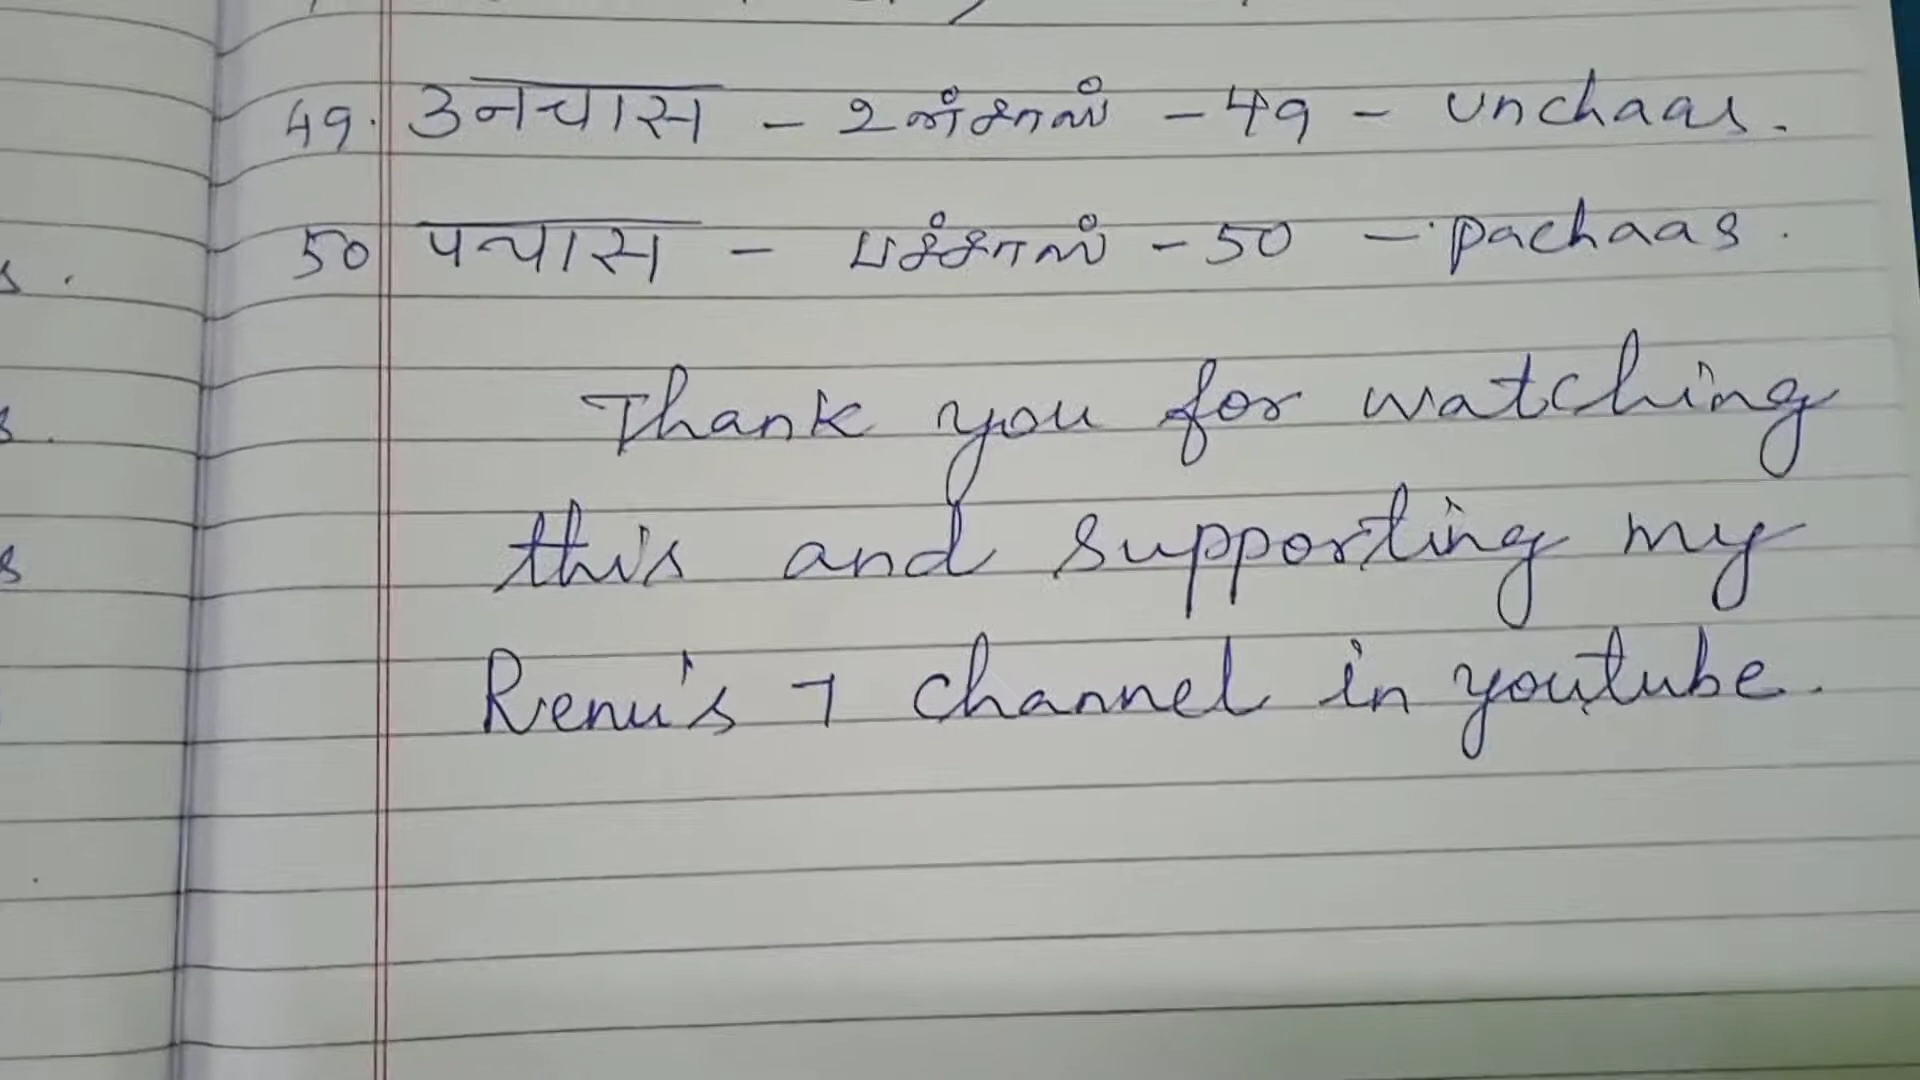 49. उनचास - உன்சாஸ் - 49 - unchaas.
50 पचास - பச்சாஸ் - 50 - pachaas.
Thank you for watching
this and supporting my
Renu's 7 channel in youtube.